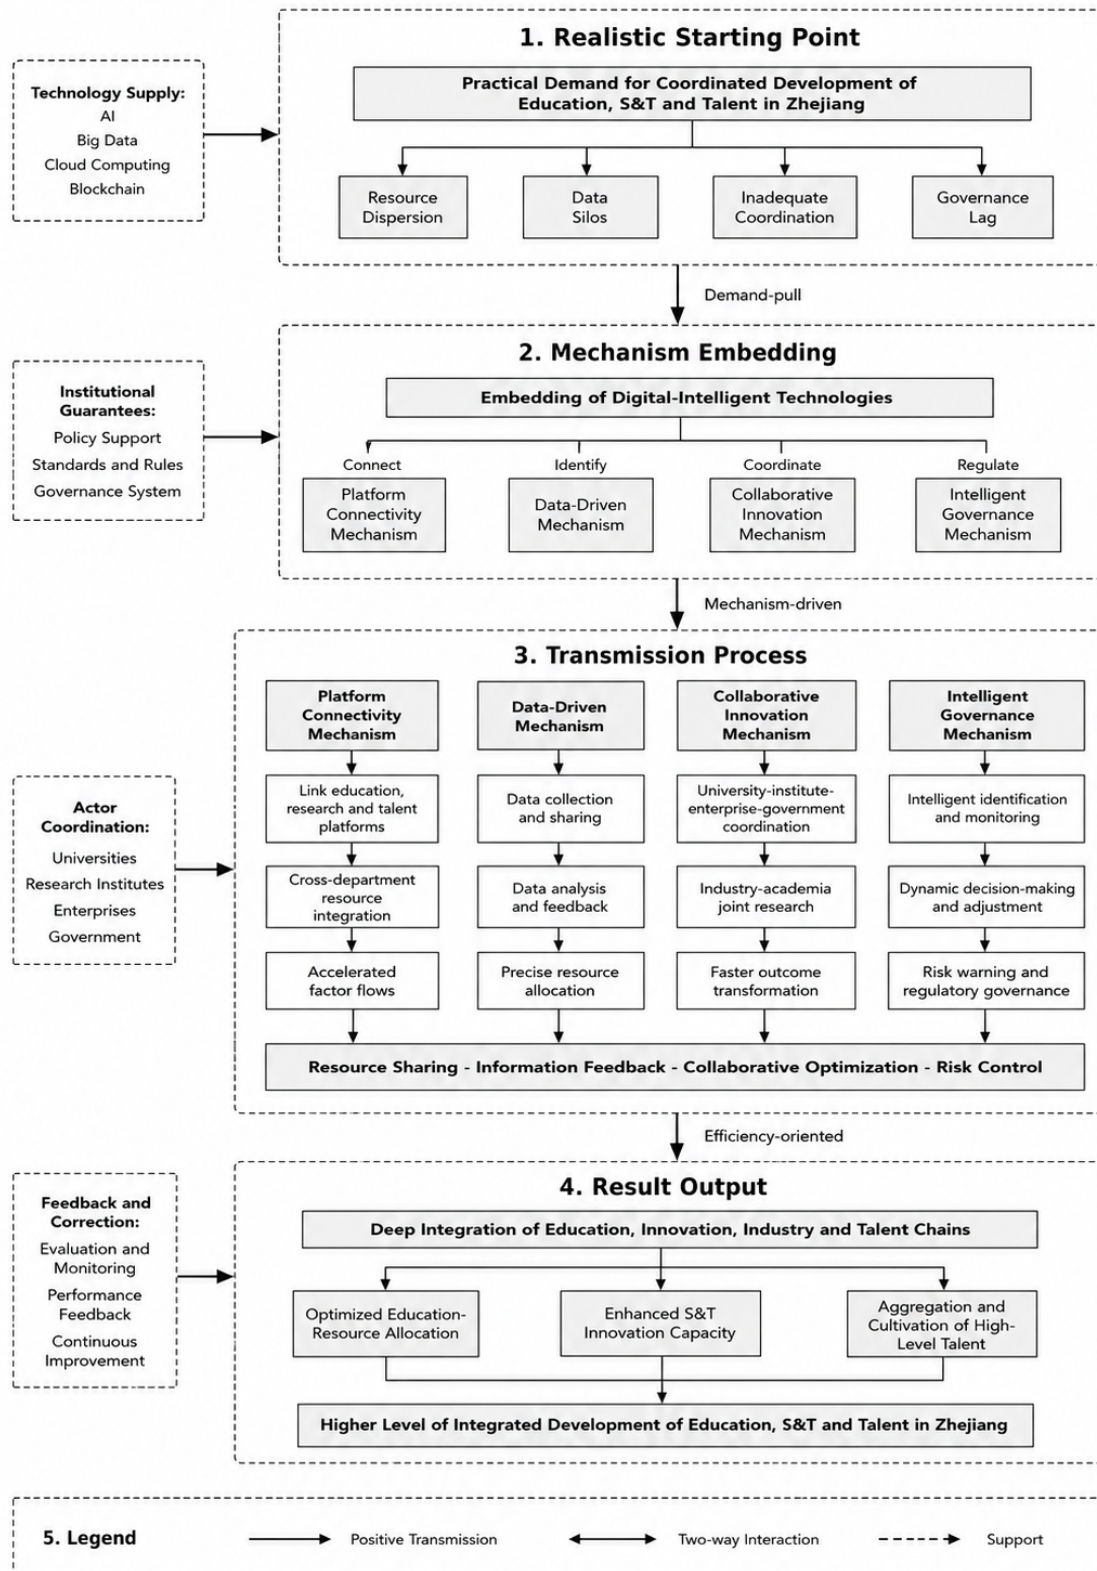 1. Realistic Starting Point
Technology Supply:
AI
Big Data
Cloud Computing
Blockchain
Practical Demand for Coordinated Development of
Education, S&T and Talent in Zhejiang
Resource
Dispersion
Data
Silos
Inadequate
Coordination
Governance
Lag
Demand-pull
2. Mechanism Embedding
Institutional
Guarantees:
Policy Support
Standards and Rules
Governance System
Embedding of Digital-Intelligent Technologies
Connect
Platform
Connectivity
Mechanism
Identify
Data-Driven
Mechanism
Coordinate
Collaborative
Innovation
Mechanism
Regulate
Intelligent
Governance
Mechanism
Mechanism-driven
3. Transmission Process
Actor
Coordination:
Universities
Research Institutes
Enterprises
Government
Platform
Connectivity
Mechanism
Link education,
research and talent
platforms
Cross-department
resource
integration
Accelerated
factor flows
Data-Driven
Mechanism
Data collection
and sharing
Data analysis
and feedback
Precise resource
allocation
Collaborative
Innovation
Mechanism
University-institute-
enterprise-government
coordination
Industry-academia
joint research
Faster outcome
transformation
Intelligent
Governance
Mechanism
Intelligent identification
and monitoring
Dynamic decision-making
and adjustment
Risk warning and
regulatory governance
Resource Sharing - Information Feedback - Collaborative Optimization - Risk Control
Efficiency-oriented
4. Result Output
Feedback and
Correction:
Evaluation and
Monitoring
Performance
Feedback
Continuous
Improvement
Deep Integration of Education, Innovation, Industry and Talent Chains
Optimized Education-
Resource Allocation
Enhanced S&T
Innovation Capacity
Aggregation and
Cultivation of High-
Level Talent
Higher Level of Integrated Development of Education, S&T and Talent in Zhejiang
5. Legend
Positive Transmission
Two-way Interaction
Support